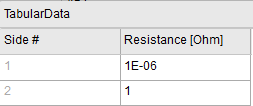 TabularData
Side # Resistance [Ohm]
1 1E-06
2 1